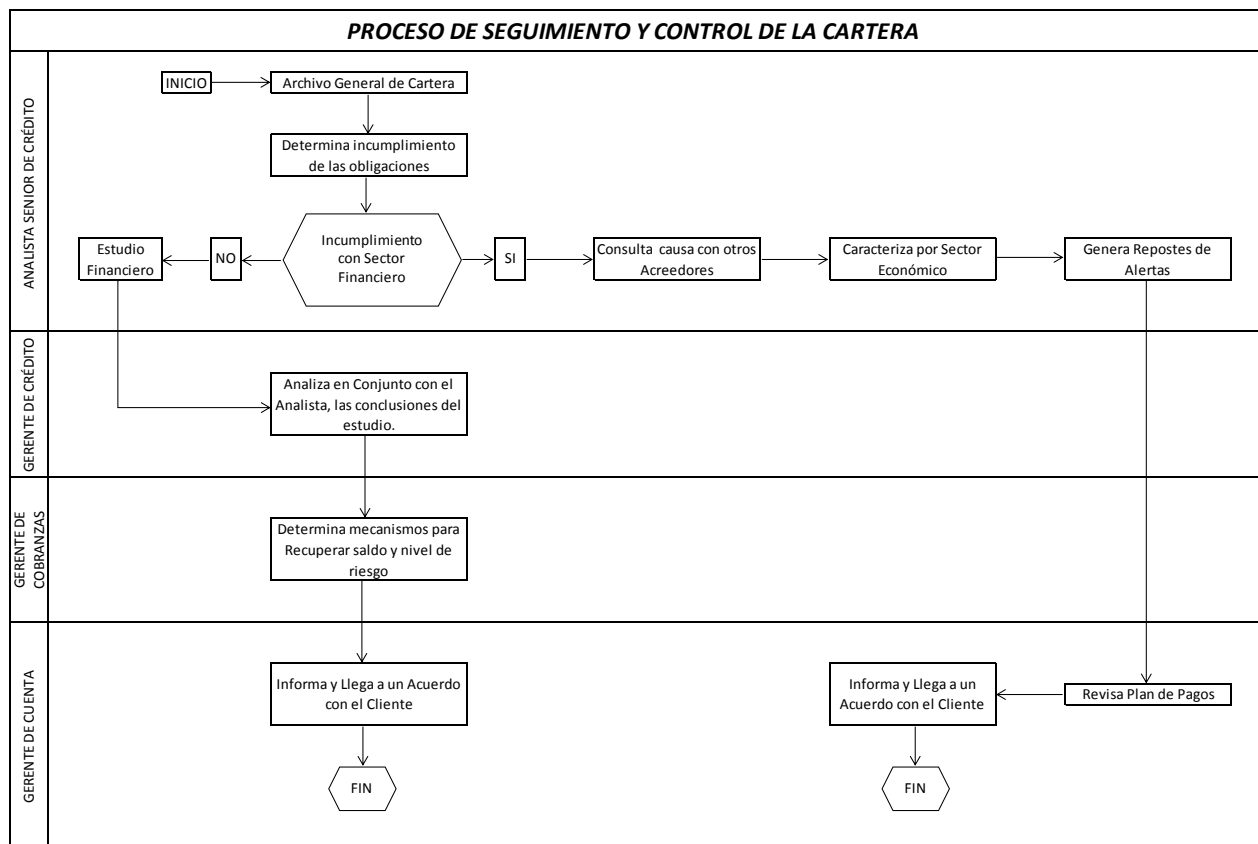 PROCESO DE SEGUIMIENTO Y CONTROL DE LA CARTERA
ANALISTA SENIOR DE CRÉDITO
INICIO
Archivo General de Cartera
Determina incumplimiento
de las obligaciones
Incumplimiento
con Sector
Financiero
NO
Estudio
Financiero
SI
Consulta causa con otros
Acreedores
Caracteriza por Sector
Económico
Genera Repostes de
Alertas
GERENTE DE CRÉDITO
Analiza en Conjunto con el
Analista, las conclusiones del
estudio.
GERENTE DE
COBRANZAS
Determina mecanismos para
Recuperar saldo y nivel de
riesgo
GERENTE DE CUENTA
Informa y Llega a un Acuerdo
con el Cliente
FIN
Revisa Plan de Pagos
Informa y Llega a un
Acuerdo con el Cliente
FIN